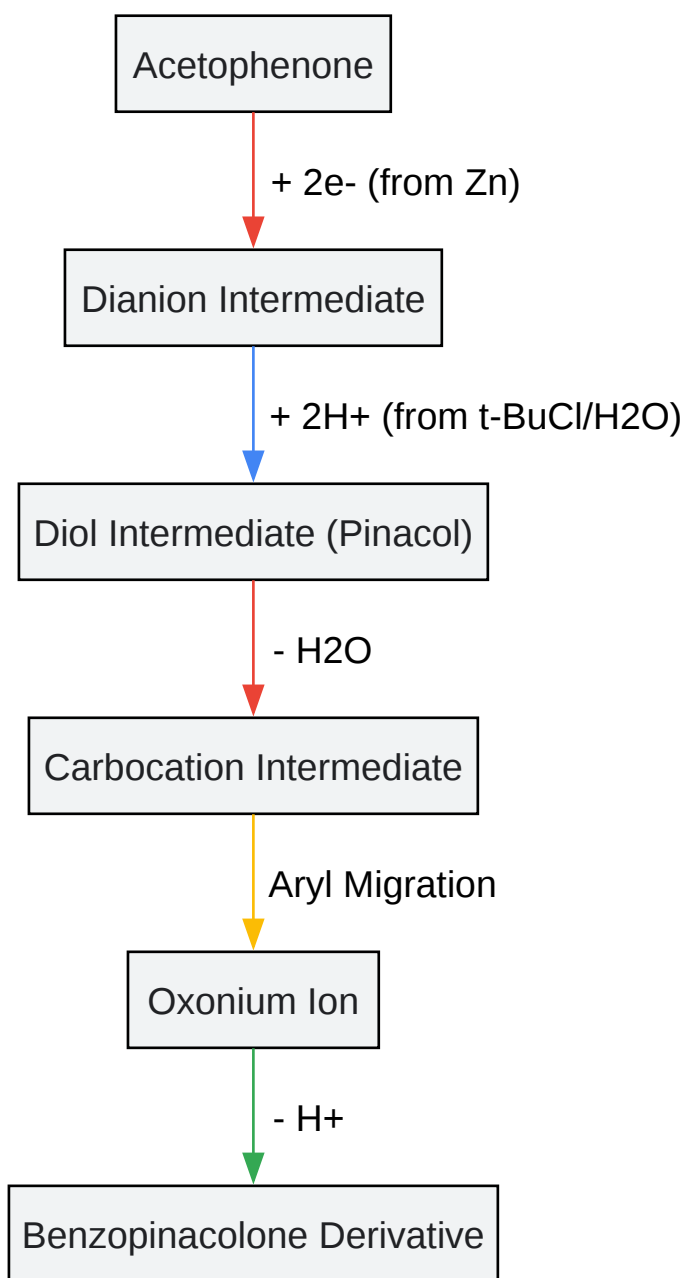 Acetophenone
+ 2e- (from Zn)
Dianion Intermediate
+ 2H+ (from t-BuCl/H2O)
Diol Intermediate (Pinacol)
- H2O
Carbocation Intermediate
Aryl Migration
Oxonium Ion
- H+
Benzopinacolone Derivative